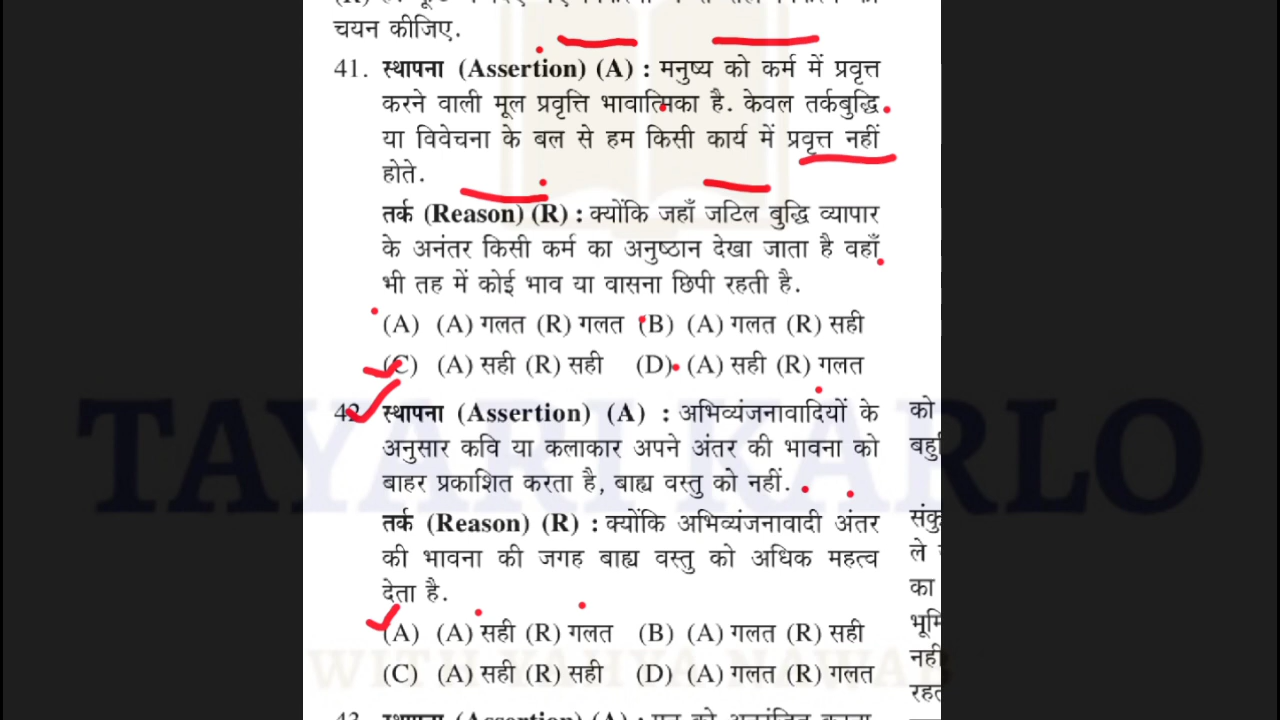 चयन कीजिए.
41. स्थापना (Assertion) (A) : मनुष्य को कर्म में प्रवृत्त
करने वाली मूल प्रवृत्ति भावात्मिका है. केवल तर्कबुद्धि
या विवेचना के बल से हम किसी कार्य में प्रवृत्त नहीं
होते.
तर्क (Reason) (R) : क्योंकि जहाँ जटिल बुद्धि व्यापार
के अनंतर किसी कर्म का अनुष्ठान देखा जाता है वहाँ
भी तह में कोई भाव या वासना छिपी रहती है.
(A) (A) गलत (R) गलत (B) (A) गलत (R) सही
(C) (A) सही (R) सही (D) (A) सही (R) गलत
42. स्थापना (Assertion) (A) : अभिव्यंजनावादियों के
अनुसार कवि या कलाकार अपने अंतर की भावना को
बाहर प्रकाशित करता है, बाह्य वस्तु को नहीं.
तर्क (Reason) (R) : क्योंकि अभिव्यंजनावादी अंतर
की भावना की जगह बाह्य वस्तु को अधिक महत्व
देता है.
(A) (A) सही (R) गलत (B) (A) गलत (R) सही
(C) (A) सही (R) सही (D) (A) गलत (R) गलत
को
ले
का
नहीं
TAYARI KARLO
WITH YAHYA NAWAB